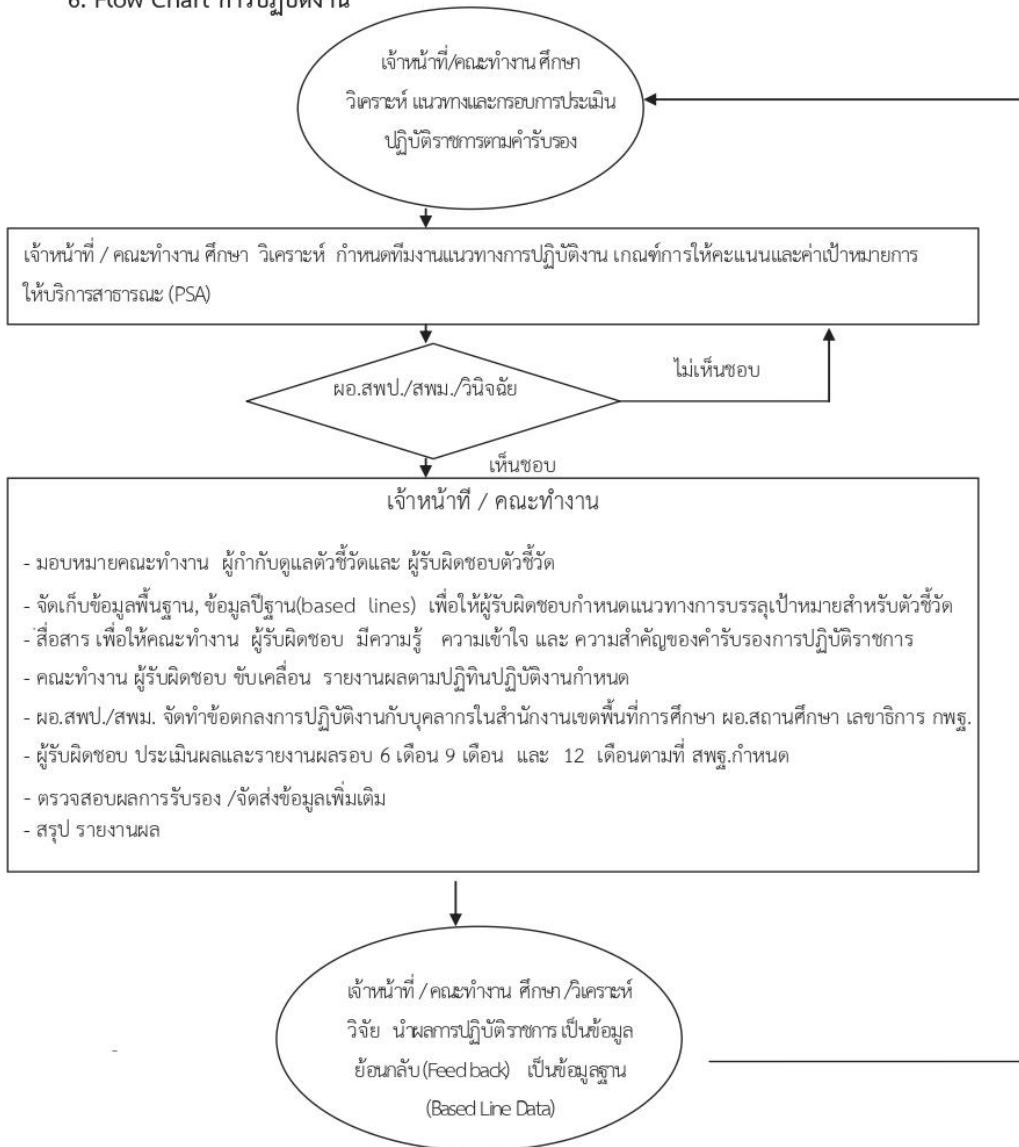 6. Flow Chart การปฏิบัติงาน
เจ้าหน้าที่/คณะทำงาน ศึกษา
วิเคราะห์ แนวทางและกรอบการประเมิน
ปฏิบัติราชการตามคำรับรอง
เจ้าหน้าที่ / คณะทำงาน ศึกษา วิเคราะห์ กำหนดทีมงานแนวทางการปฏิบัติงาน เกณฑ์การให้คะแนนและค่าเป้าหมายการ
ให้บริการสาธารณะ (PSA)
ผอ.สพป./สพม./วินิจฉัย
ไม่เห็นชอบ
เห็นชอบ
เจ้าหน้าที / คณะทำงาน
- มอบหมายคณะทำงาน ผู้กำกับดูแลตัวชี้วัดและ ผู้รับผิดชอบตัวชี้วัด
- จัดเก็บข้อมูลพื้นฐาน, ข้อมูลปีฐาน(based lines) เพื่อให้ผู้รับผิดชอบกำหนดแนวทางการบรรลุเป้าหมายสำหรับตัวชี้วัด
- สื่อสาร เพื่อให้คณะทำงาน ผู้รับผิดชอบ มีความรู้ ความเข้าใจ และ ความสำคัญของคำรับรองการปฏิบัติราชการ
- คณะทำงาน ผู้รับผิดชอบ ขับเคลื่อน รายงานผลตามปฏิทินปฏิบัติงานกำหนด
- ผอ.สพป./สพม. จัดทำข้อตกลงการปฏิบัติงานกับบุคลากรในสำนักงานเขตพื้นที่การศึกษา ผอ.สถานศึกษา เลขาธิการ กพฐ.
- ผู้รับผิดชอบ ประเมินผลและรายงานผลรอบ 6 เดือน 9 เดือน และ 12 เดือนตามที่ สพฐ.กำหนด
- ตรวจสอบผลการรับรอง /จัดส่งข้อมูลเพิ่มเติม
- สรุป รายงานผล
เจ้าหน้าที่ / คณะทำงาน ศึกษา /วิเคราะห์
วิจัย นำผลการปฏิบัติราชการ เป็นข้อมูล
ย้อนกลับ (Feed back) เป็นข้อมูลฐาน
(Based Line Data)
-